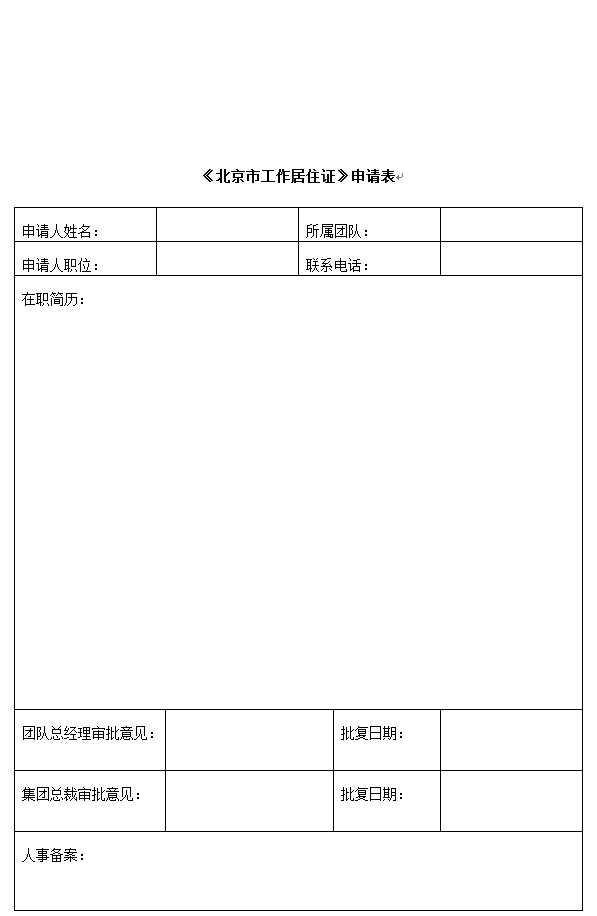 《北京市工作居住证》申请表
申请人姓名： 所属团队：
申请人职位： 联系电话：
在职简历：
团队总经理审批意见： 批复日期：
集团总裁审批意见： 批复日期：
人事备案：